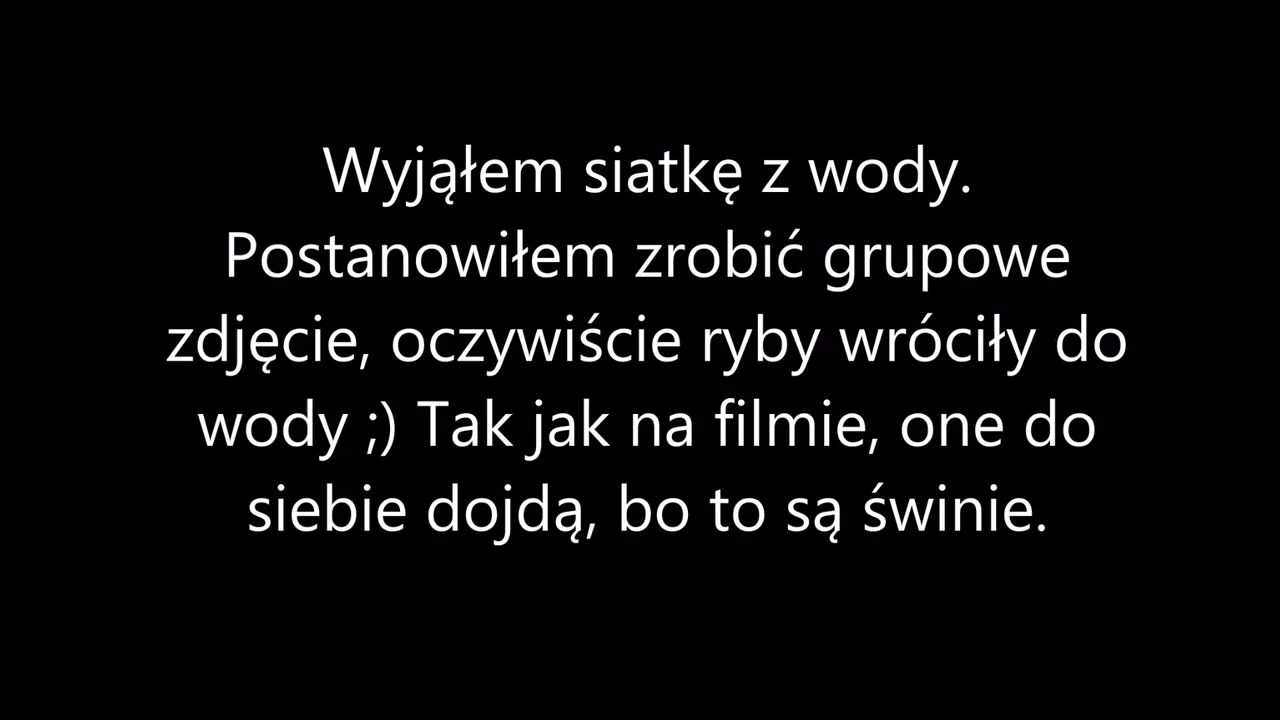 Wyjąłem siatkę z wody.
Postanowiłem zrobić grupowe
zdjęcie, oczywiście ryby wróciły do
wody ;) Tak jak na filmie, one do
siebie dojdą, bo to są świnie.